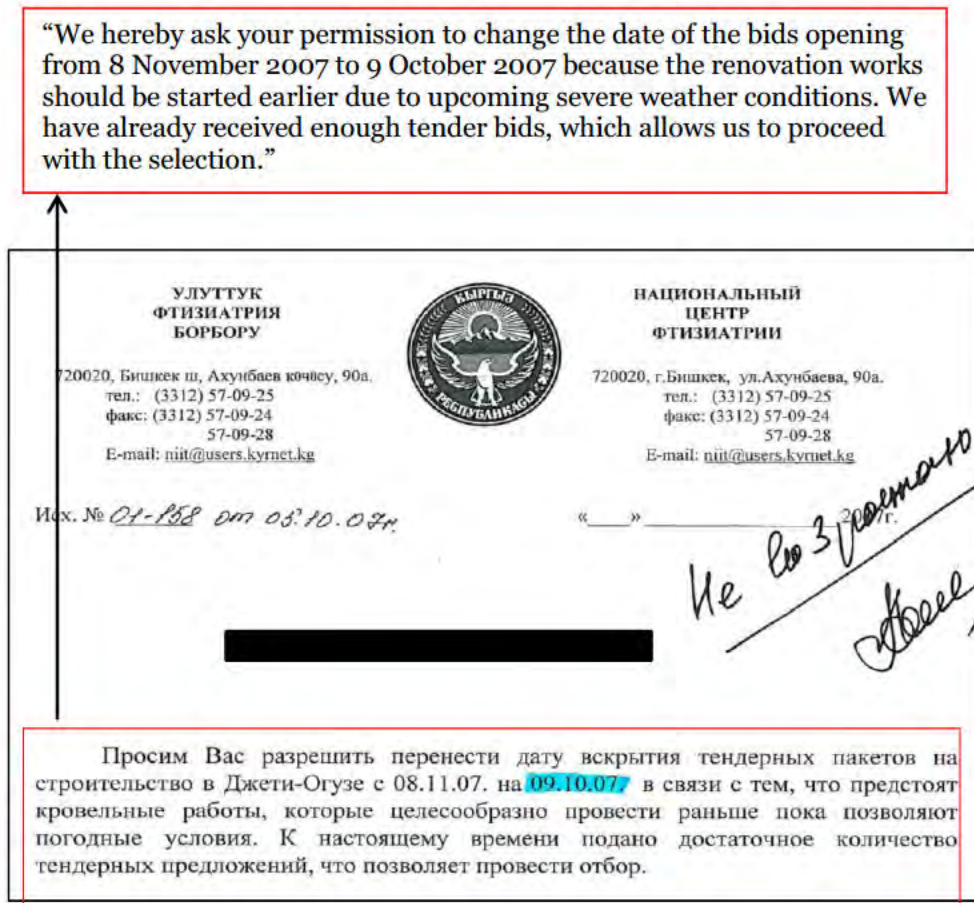 “We hereby ask your permission to change the date of the bids opening
from 8 November 2007 to 9 October 2007 because the renovation works
should be started earlier due to upcoming severe weather conditions. We
have already received enough tender bids, which allows us to proceed
with the selection.”
УЛУТТУК
ФТИЗИАТРИЯ
БОРБОРУ
720020, Бишкек ш, Ахунбаев көчөсу, 90а.
тел.: (3312) 57-09-25
факс: (3312) 57-09-24
57-09-28
E-mail: niit@users.kyrnet.kg
КЫРГЫЗ
РЕСПУБЛИКАСЫ
НАЦИОНАЛЬНЫЙ
ЦЕНТР
ФТИЗИАТРИИ
720020, г.Бишкек, ул.Ахунбаева, 90а.
тел.: (3312) 57-09-25
факс: (3312) 57-09-24
57-09-28
E-mail: niit@users.kyrnet.kg
Исх. № 01-158 от 05.10.07г.
«____» ____________________2007г.
Не возражаю
Просим Вас разрешить перенести дату вскрытия тендерных пакетов на
строительство в Джети-Огузе с 08.11.07. на 09.10.07. в связи с тем, что предстоят
кровельные работы, которые целесообразно провести раньше пока позволяют
погодные условия. К настоящему времени подано достаточное количество
тендерных предложений, что позволяет провести отбор.